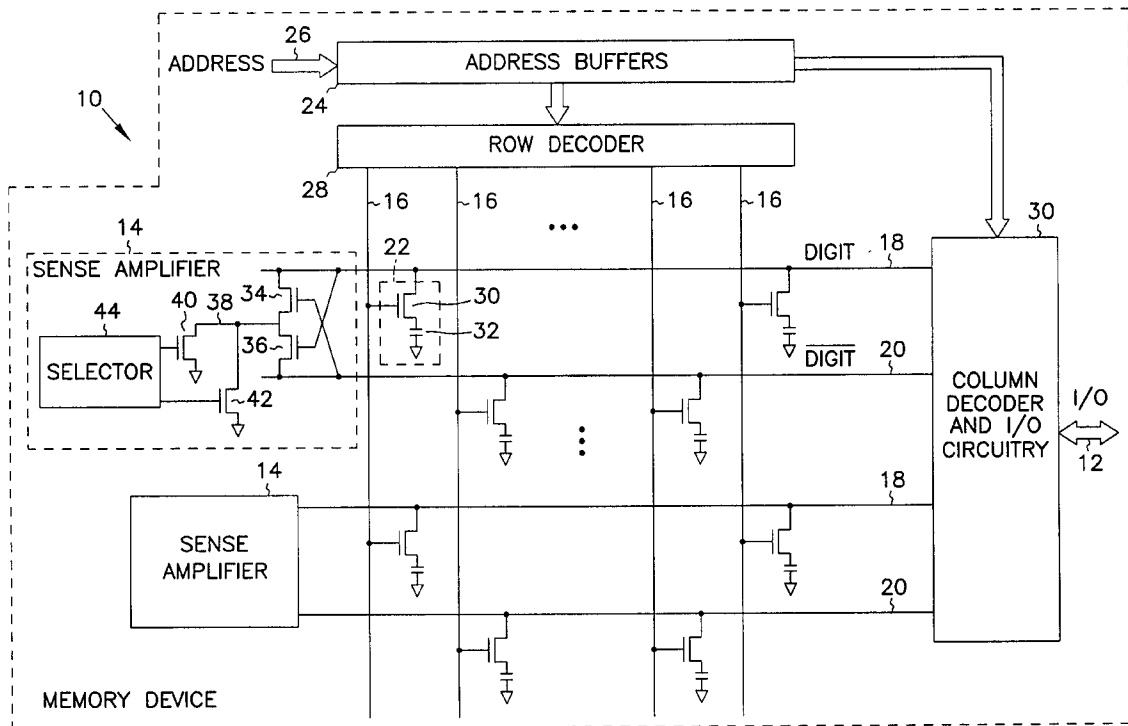 26
ADDRESS
ADDRESS BUFFERS
24
10
ROW DECODER
28
16
16
16
16
30
14
SENSE AMPLIFIER
22
DIGIT
18
34
30
40
38
32
44
36
SELECTOR
DIGIT
20
42
COLUMN
DECODER
AND I/O
CIRCUITRY
I/O
12
14
18
SENSE
AMPLIFIER
20
MEMORY DEVICE